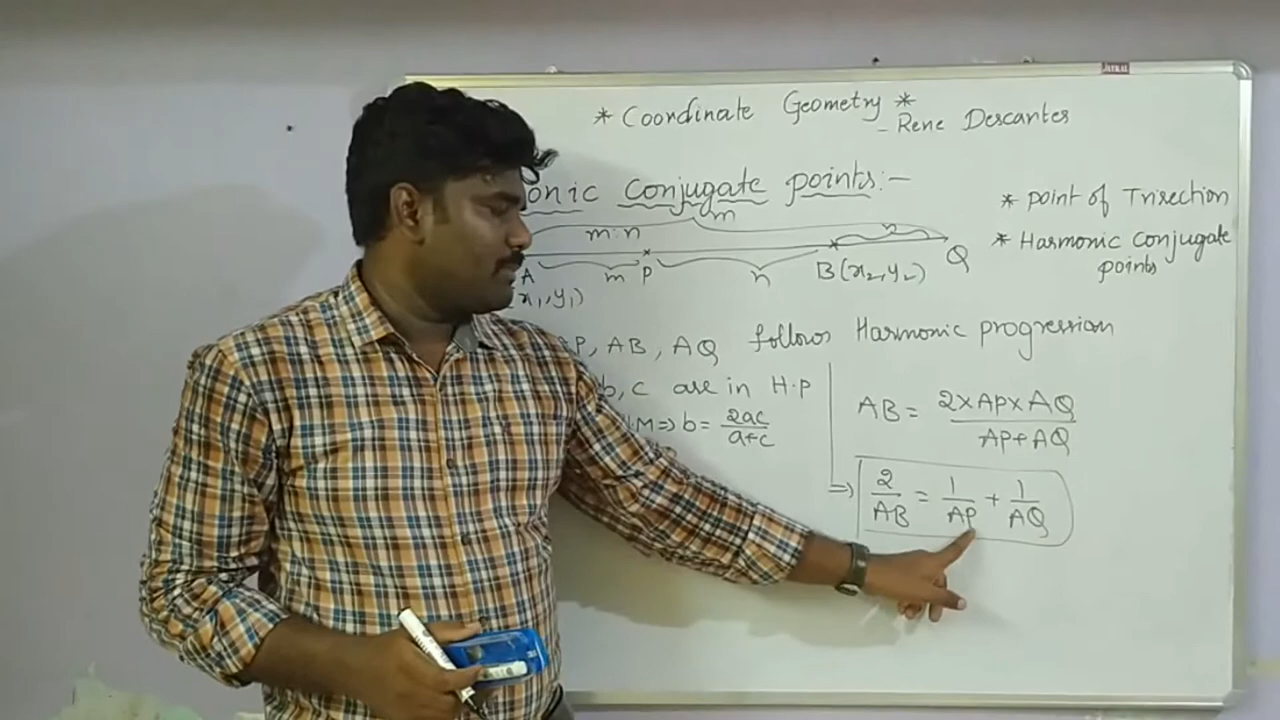 JAYRAJ
* Coordinate Geometry *
- Rene Descartes
onic Conjugate points:-
* point of Trisection
* Harmonic Conjugate
points
m
m:n
n
A
m
P
n
B(x₂,y₂)
Q
x₁,y₁)
P, AB, AQ follows Harmonic progression
b, c are in H.P
M => b = 2ac/a+c
AB = 2×AP×AQ/AP+AQ
=> 2/AB = 1/AP + 1/AQ